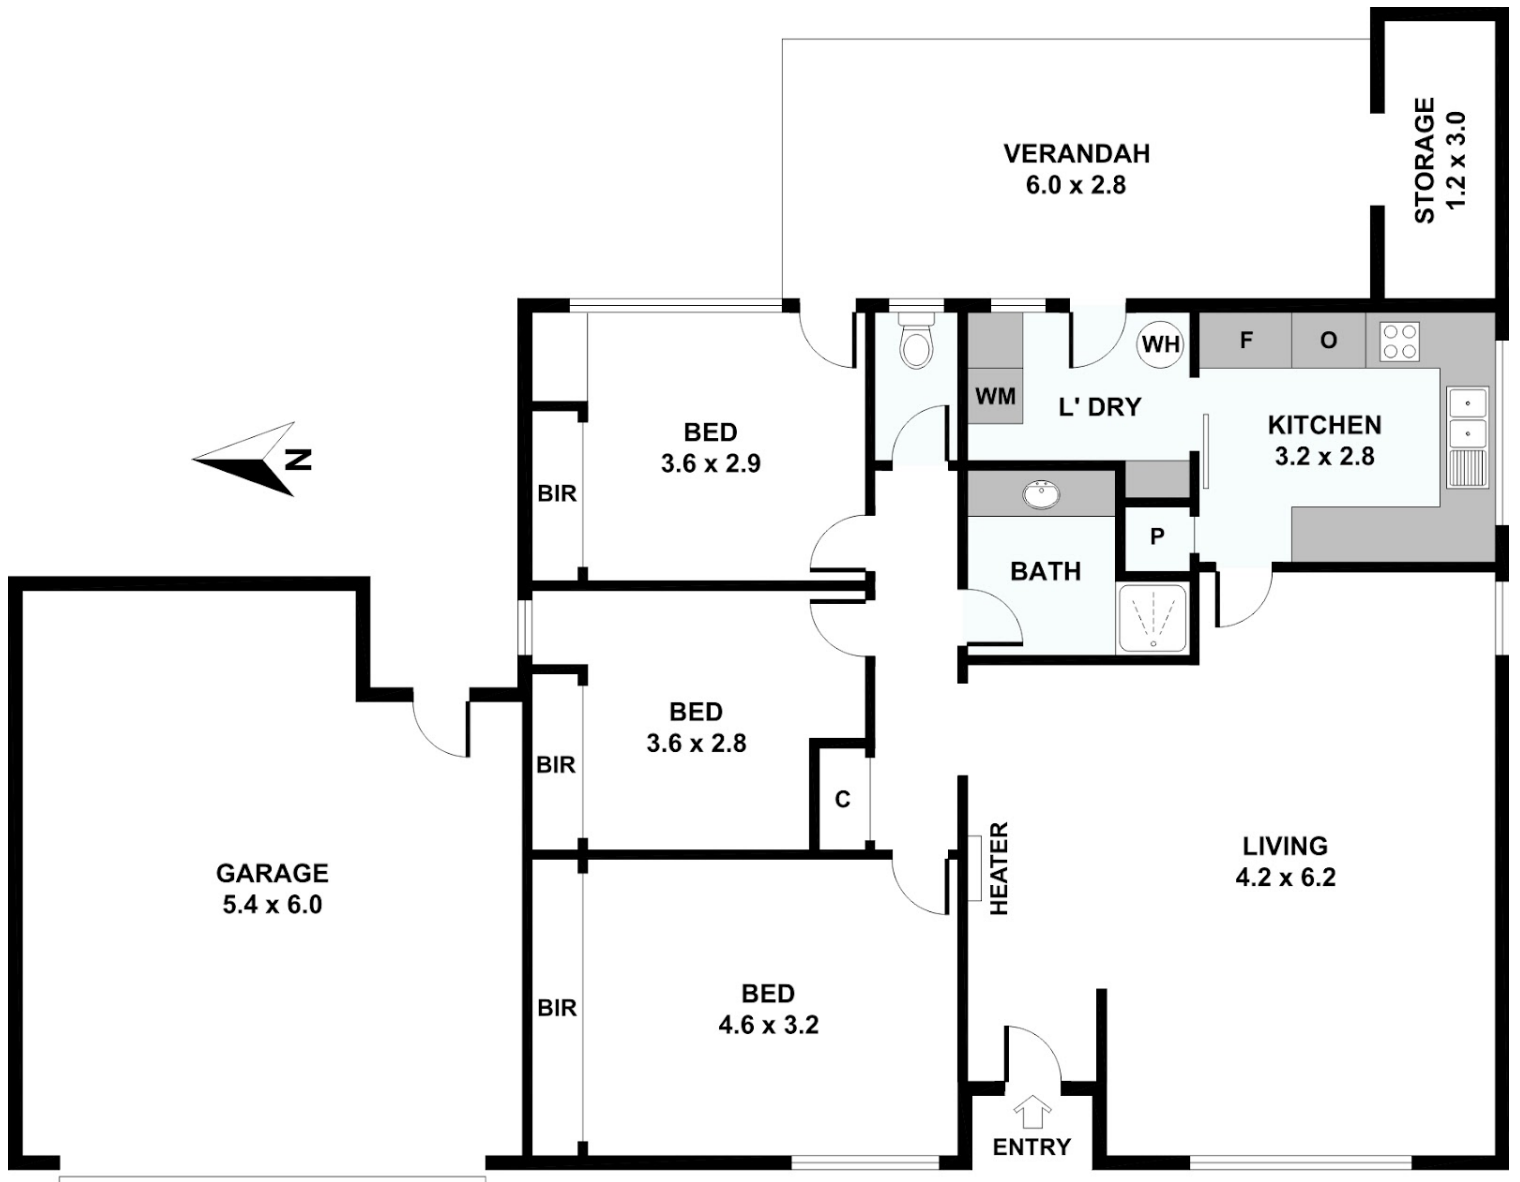 VERANDAH
6.0 x 2.8
STORAGE
1.2 x 3.0
WH
F
O
WM
L' DRY
KITCHEN
3.2 x 2.8
BED
3.6 x 2.9
N
BIR
P
BATH
BED
3.6 x 2.8
BIR
C
GARAGE
5.4 x 6.0
HEATER
LIVING
4.2 x 6.2
BIR
BED
4.6 x 3.2
ENTRY